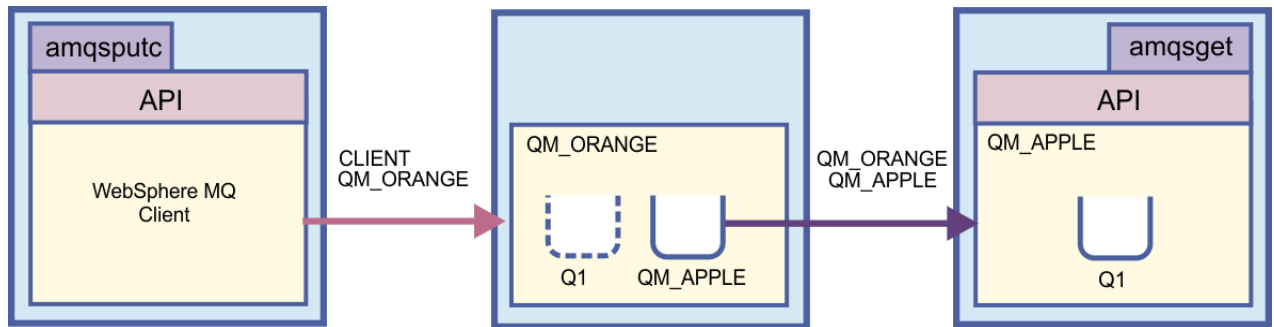 amqsputc
API
WebSphere MQ
Client
CLIENT
QM_ORANGE
QM_ORANGE
Q1
QM_APPLE
QM_ORANGE
QM_APPLE
amqsget
API
QM_APPLE
Q1